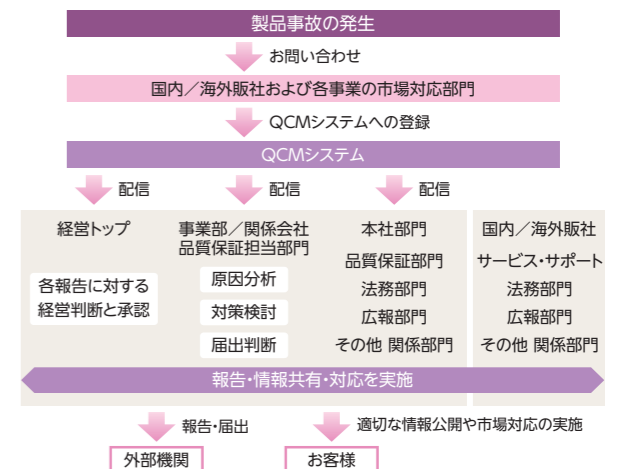 製品事故の発生
お問い合わせ
国内／海外販社および各事業の市場対応部門
QCMシステムへの登録
QCMシステム
配信
配信
配信
経営トップ
各報告に対する
経営判断と承認
事業部／関係会社
品質保証担当部門
原因分析
対策検討
届出判断
本社部門
品質保証部門
法務部門
広報部門
その他 関係部門
国内／海外販社
サービス・サポート
法務部門
広報部門
その他 関係部門
報告・情報共有・対応を実施
報告・届出
適切な情報公開や市場対応の実施
外部機関
お客様